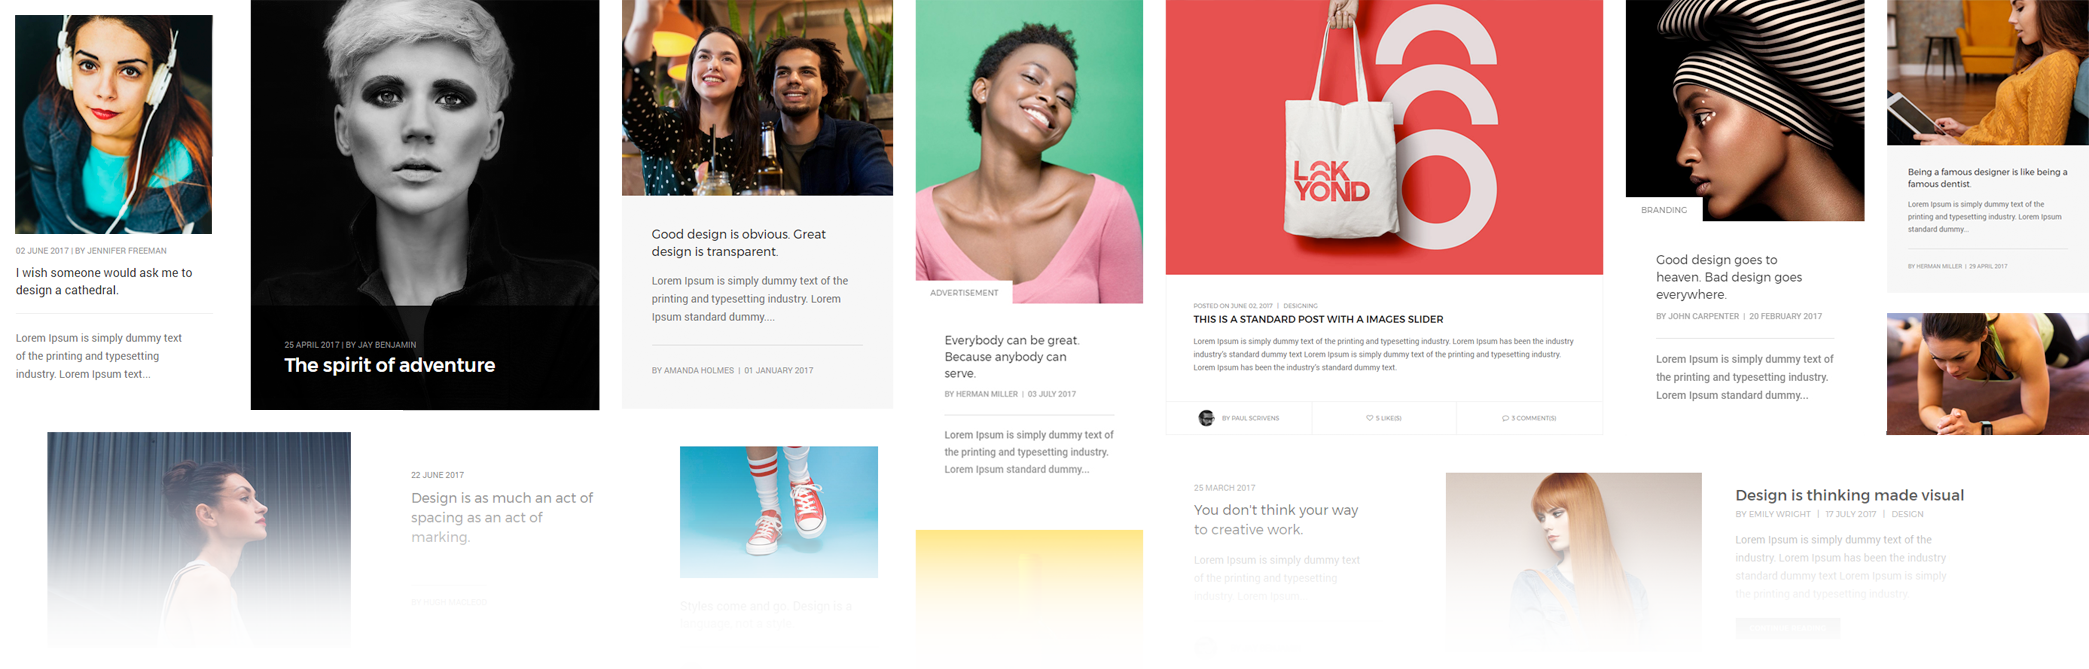 02 JUNE 2017 | BY JENNIFER FREEMAN
I wish someone would ask me to
design a cathedral.
Lorem Ipsum is simply dummy text
of the printing and typesetting
industry. Lorem Ipsum text...
25 APRIL 2017 | BY JAY BENJAMIN
The spirit of adventure
Good design is obvious. Great
design is transparent.
Lorem Ipsum is simply dummy text of the
printing and typesetting industry. Lorem
Ipsum standard dummy....
BY AMANDA HOLMES | 01 JANUARY 2017
ADVERTISEMENT
Everybody can be great.
Because anybody can
serve.
BY HERMAN MILLER | 03 JULY 2017
Lorem Ipsum is simply dummy text of
the printing and typesetting industry.
Lorem Ipsum standard dummy...
LOK
YOND
POSTED ON JUNE 02, 2017 | DESIGNING
THIS IS A STANDARD POST WITH A IMAGES SLIDER
Lorem Ipsum is simply dummy text of the printing and typesetting industry. Lorem Ipsum has been the industry
industry's standard dummy text Lorem Ipsum is simply dummy text of the printing and typesetting industry.
Lorem Ipsum has been the industry's standard dummy text.
BY PAUL SCRIVENS
5 LIKE(S)
3 COMMENT(S)
BRANDING
Good design goes to
heaven. Bad design goes
everywhere.
BY JOHN CARPENTER | 20 FEBRUARY 2017
Lorem Ipsum is simply dummy text of
the printing and typesetting industry.
Lorem Ipsum standard dummy...
Being a famous designer is like being a
famous dentist.
Lorem Ipsum is simply dummy text of the
printing and typesetting industry. Lorem Ipsum
standard dummy...
BY HERMAN MILLER | 29 APRIL 2017
22 JUNE 2017
Design is as much an act of
spacing as an act of
marking.
Styles come and go. Design is a
25 MARCH 2017
You don't think your way
to creative work.
Lorem Ipsum is simply dummy text
of the printing and typesetting
industry. Lorem Ipsum
Design is thinking made visual
BY EMILY WRIGHT | 17 JULY 2017 | DESIGN
Lorem Ipsum is simply dummy text of the
industry. Lorem Ipsum has been the industry
standard dummy text Lorem Ipsum is simply
the printing and typesetting industry